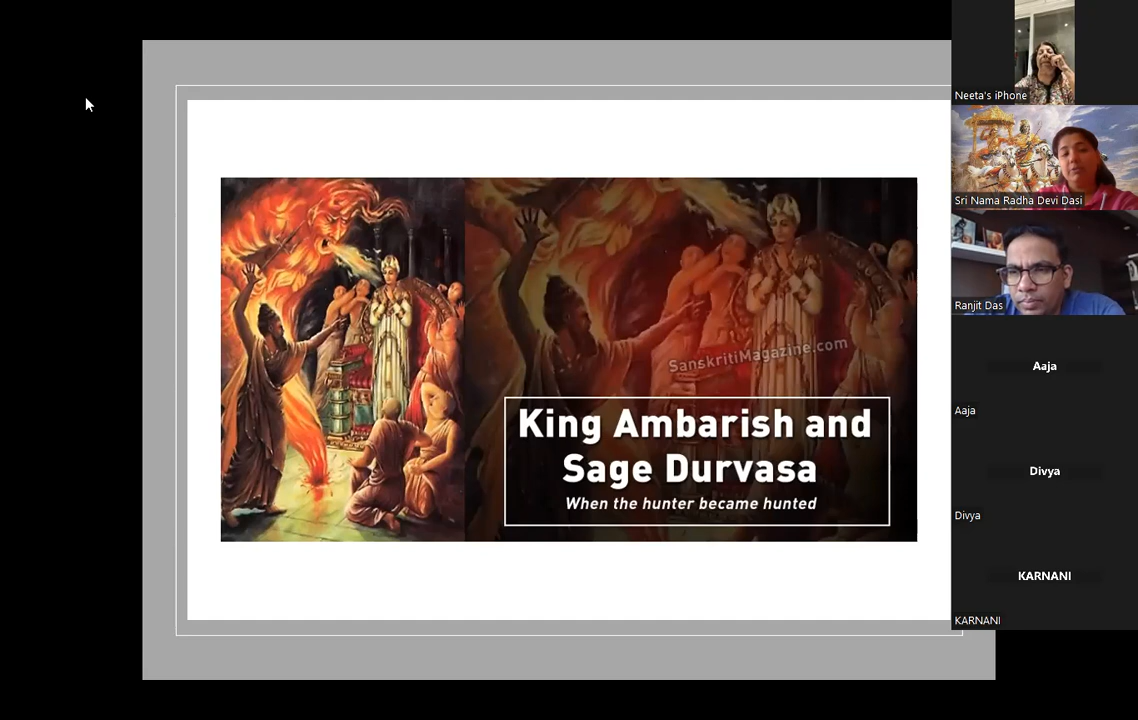 SanskritiMagazine.com
King Ambarish and
Sage Durvasa
When the hunter became hunted
Neeta's iPhone
Sri Nama Radha Devi Dasi
Ranjit Das
Aaja
Aaja
Divya
Divya
KARNANI
KARNANI